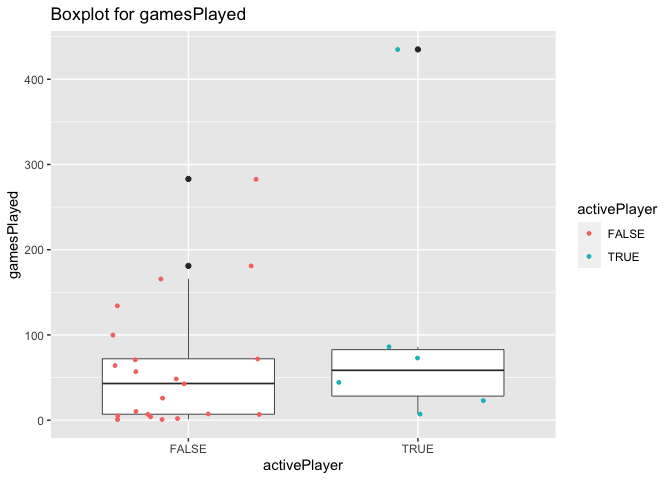 Boxplot for gamesPlayed
400
300
200
100
0
gamesPlayed
FALSE
TRUE
activePlayer
activePlayer
FALSE
TRUE